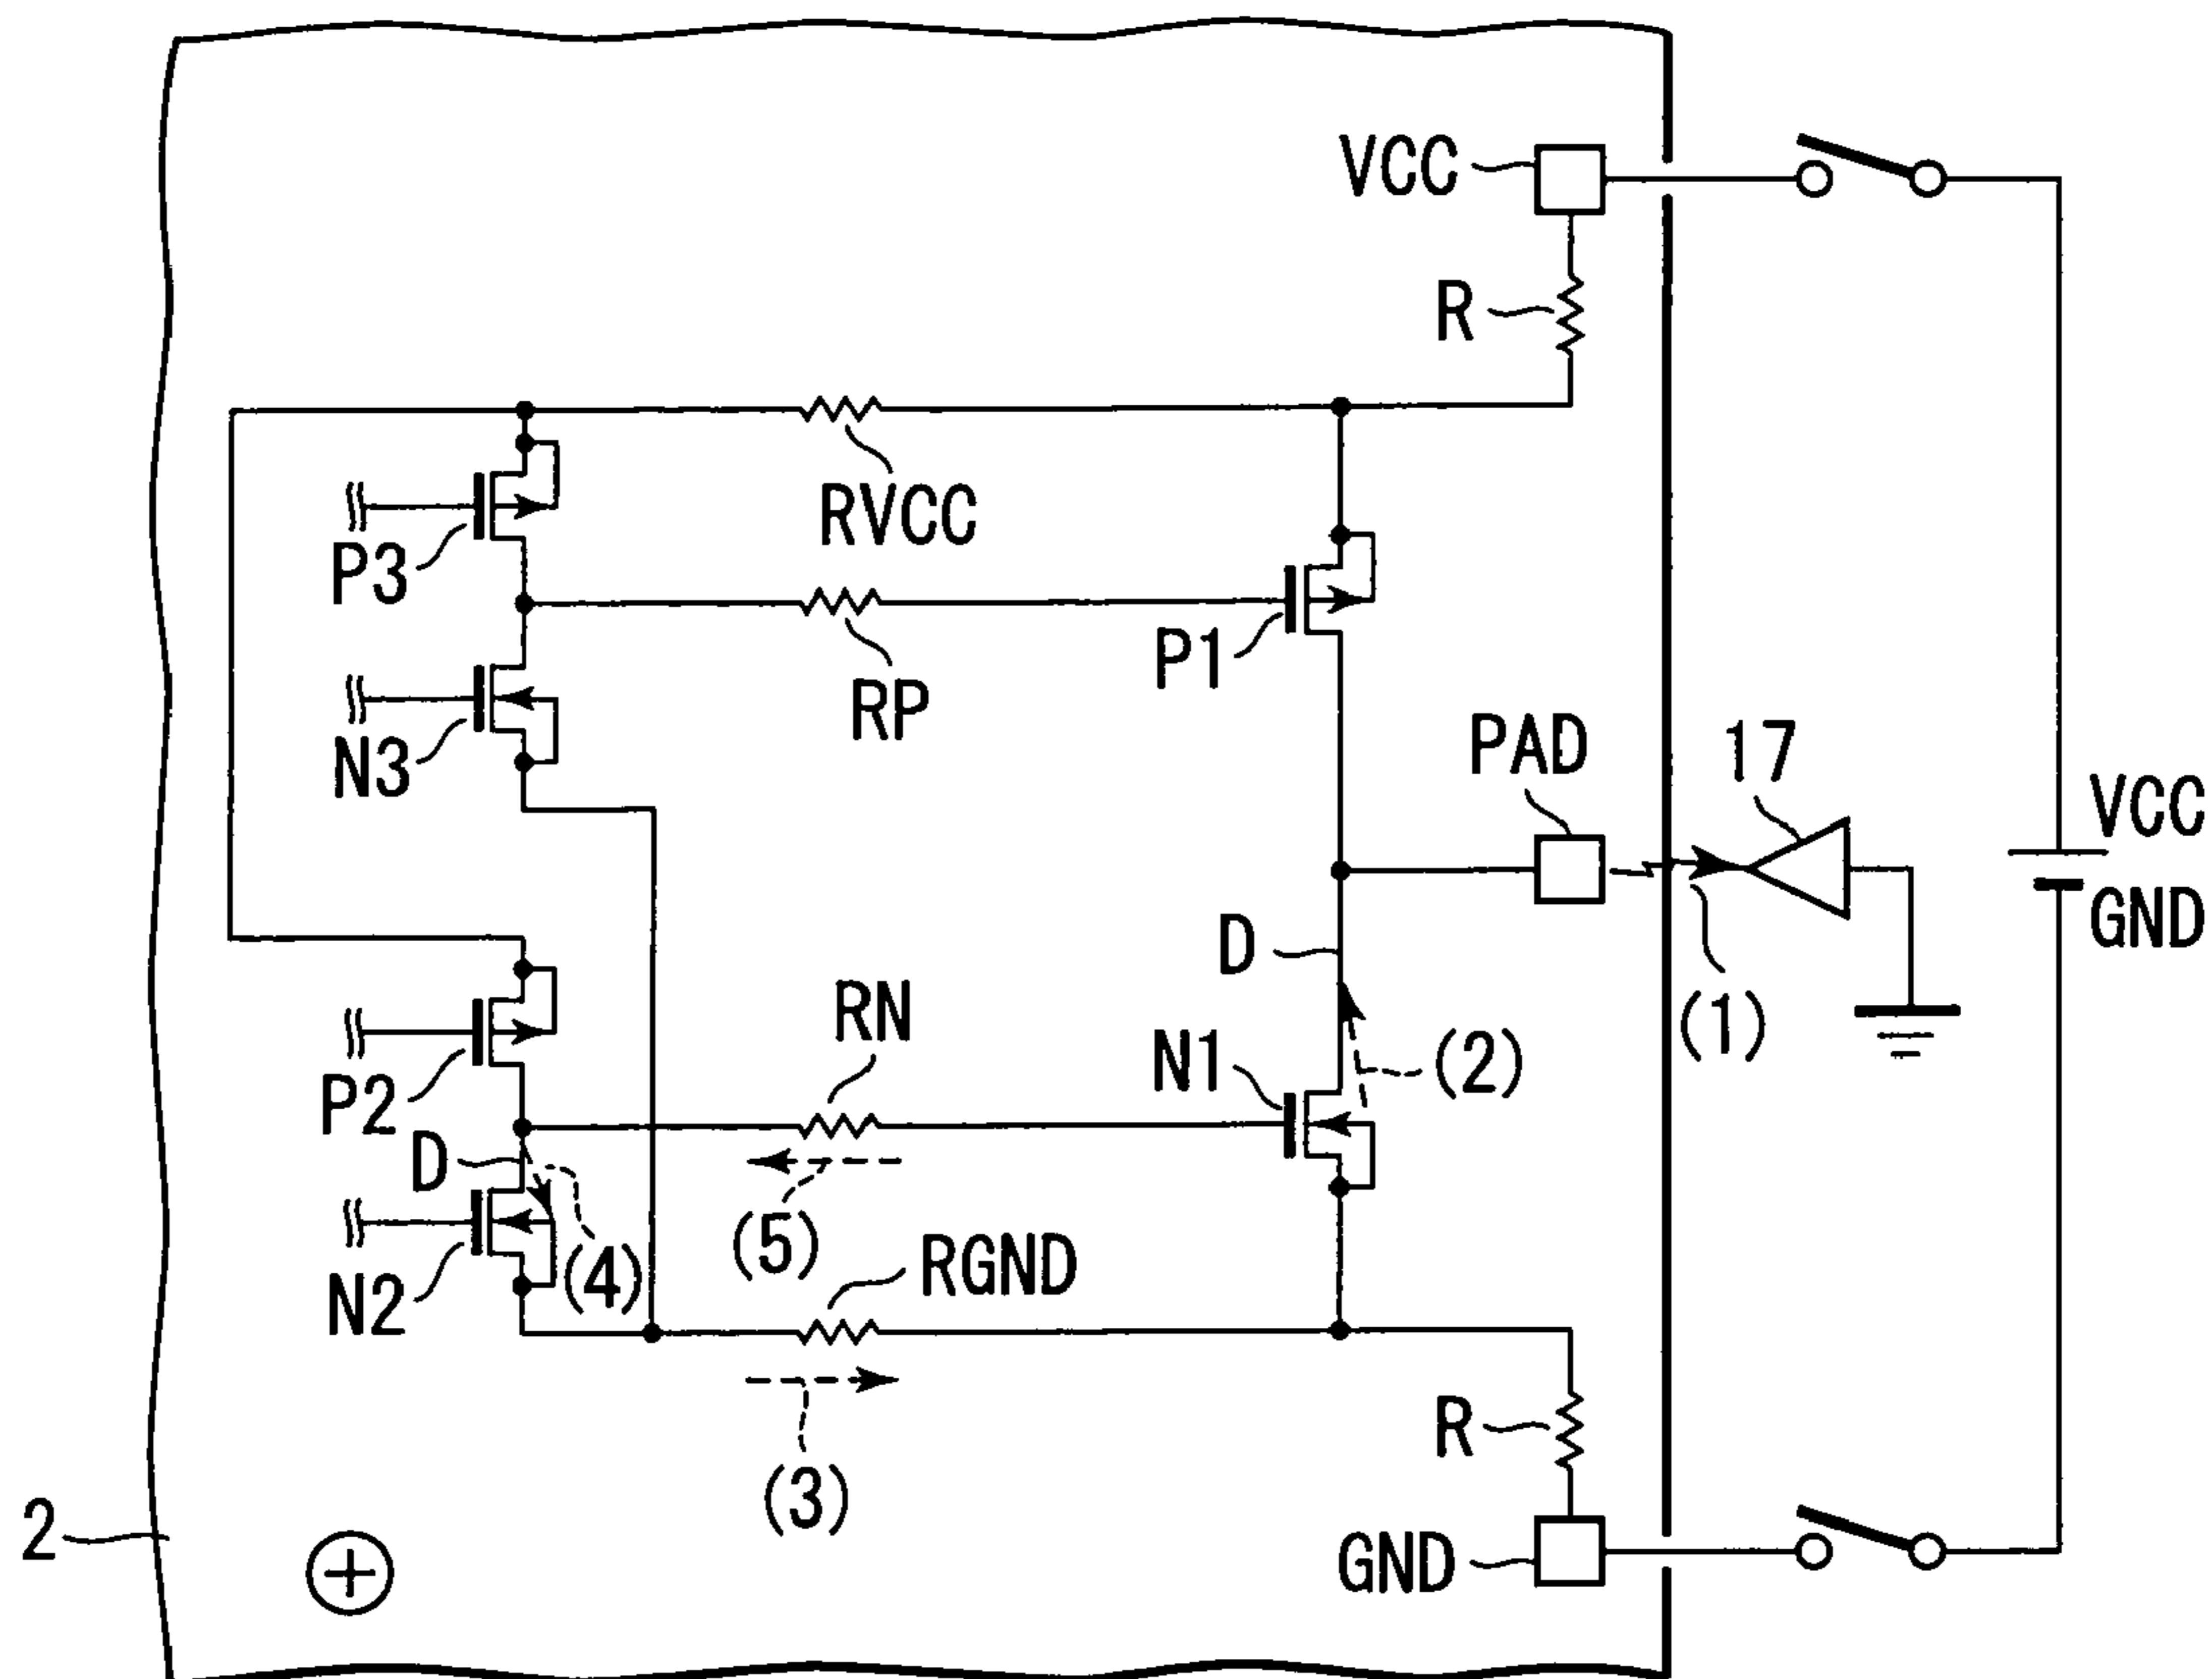 VCC
R
RVCC
P3
RP
P1
N3
PAD
17
VCC
GND
D
RN
N1
(1)
(2)
P2
D
(5)
(4)
RGND
N2
R
(3)
2
GND